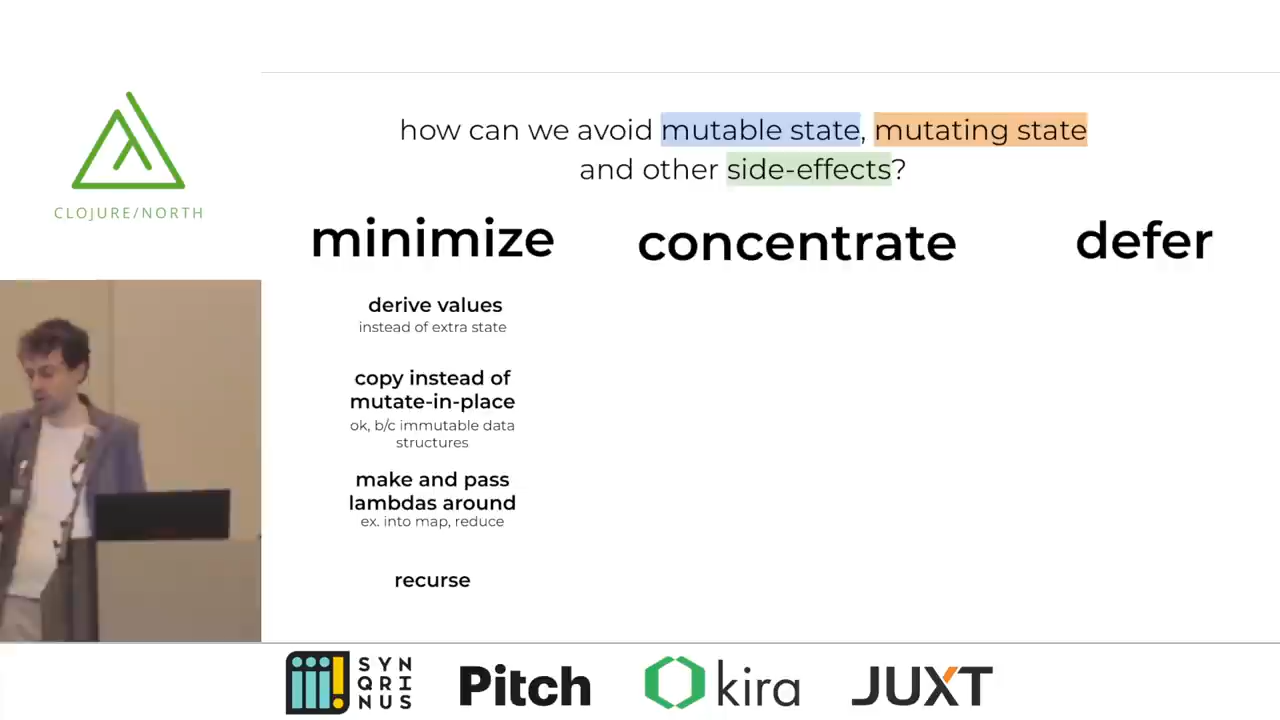 CLOJURE/NORTH
how can we avoid mutable state, mutating state
and other side-effects?
minimize
concentrate
defer
derive values
instead of extra state
copy instead of
mutate-in-place
ok, b/c immutable data
structures
make and pass
lambdas around
ex. into map, reduce
recurse
SYN
QRI
NUS
Pitch
kira
JUXT